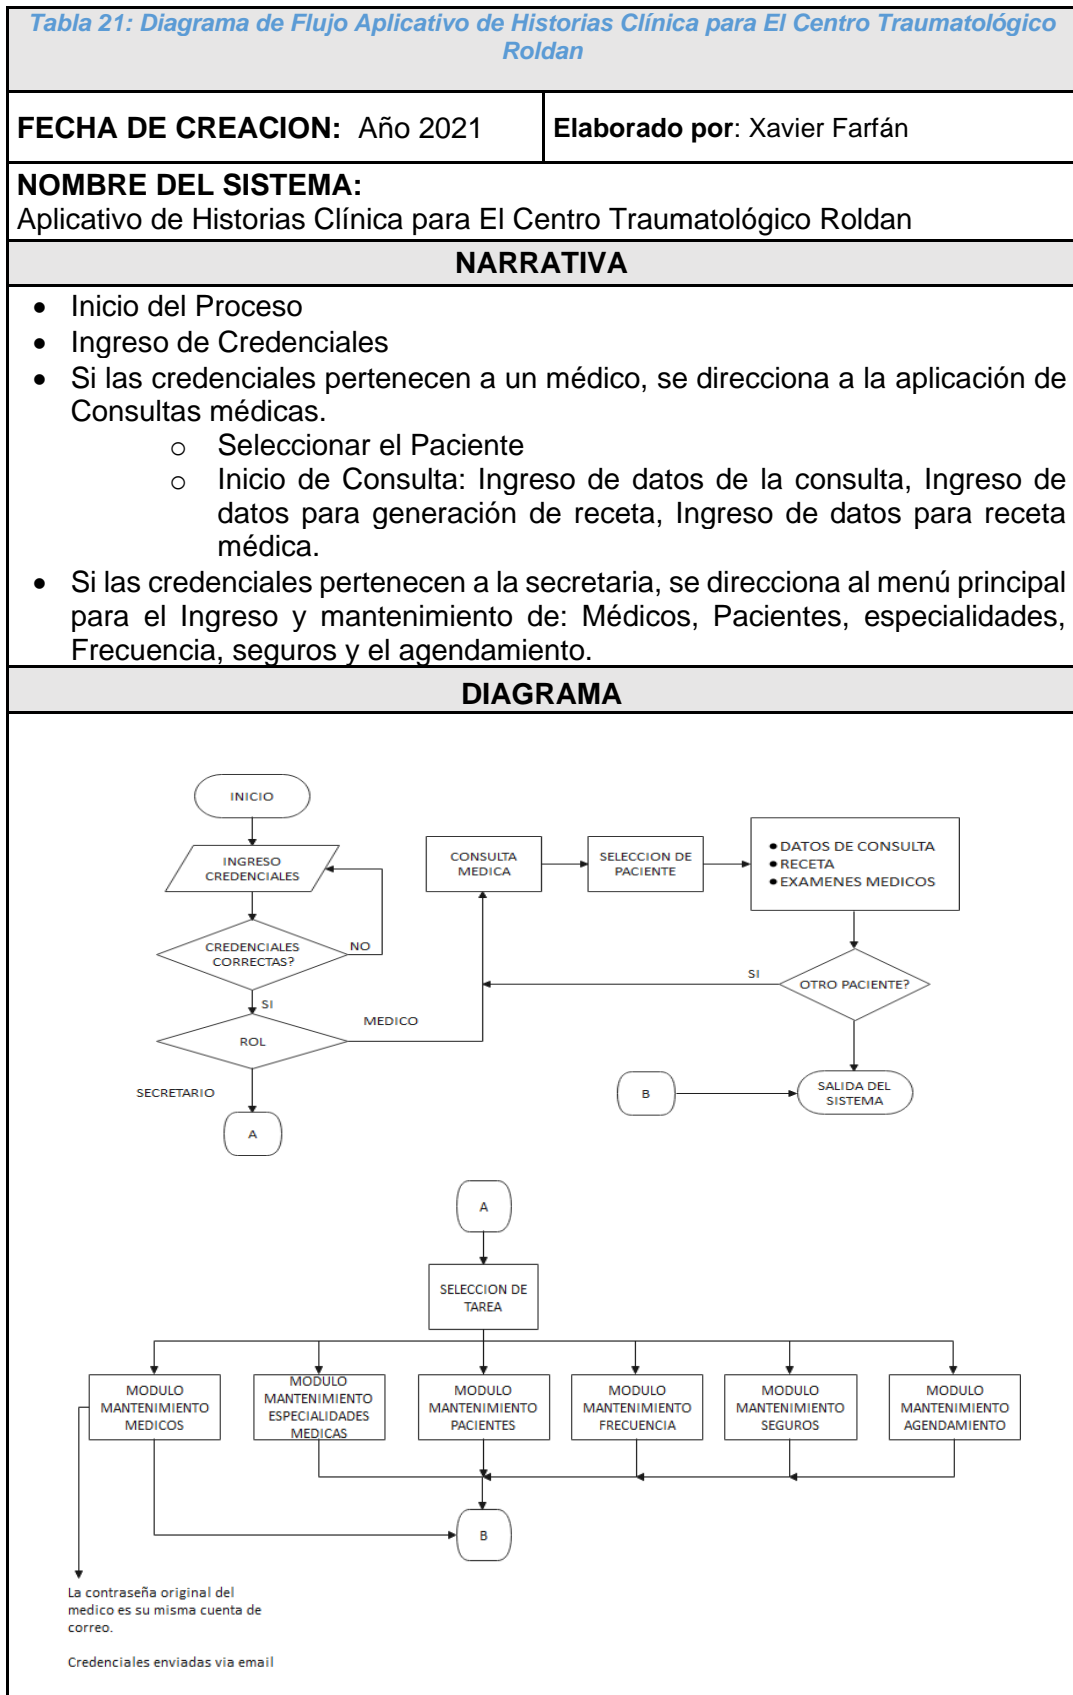 Tabla 21: Diagrama de Flujo Aplicativo de Historias Clínica para El Centro Traumatológico
Roldan
FECHA DE CREACION: Año 2021
Elaborado por: Xavier Farfán
NOMBRE DEL SISTEMA:
Aplicativo de Historias Clínica para El Centro Traumatológico Roldan
NARRATIVA
• Inicio del Proceso
• Ingreso de Credenciales
• Si las credenciales pertenecen a un médico, se direcciona a la aplicación de
Consultas médicas.
o Seleccionar el Paciente
o Inicio de Consulta: Ingreso de datos de la consulta, Ingreso de
datos para generación de receta, Ingreso de datos para receta
médica.
• Si las credenciales pertenecen a la secretaria, se direcciona al menú principal
para el Ingreso y mantenimiento de: Médicos, Pacientes, especialidades,
Frecuencia, seguros y el agendamiento.
DIAGRAMA
INICIO
INGRESO
CREDENCIALES
CREDENCIALES
CORRECTAS?
NO
SI
ROL
MEDICO
SECRETARIO
A
CONSULTA
MEDICA
SELECCION DE
PACIENTE
• DATOS DE CONSULTA
• RECETA
• EXAMENES MEDICOS
OTRO PACIENTE?
SI
B
SALIDA DEL
SISTEMA
A
SELECCION DE
TAREA
MODULO
MANTENIMIENTO
MEDICOS
MODULO
MANTENIMIENTO
ESPECIALIDADES
MEDICAS
MODULO
MANTENIMIENTO
PACIENTES
MODULO
MANTENIMIENTO
FRECUENCIA
MODULO
MANTENIMIENTO
SEGUROS
MODULO
MANTENIMIENTO
AGENDAMIENTO
B
La contraseña original del
medico es su misma cuenta de
correo.
Credenciales enviadas via email